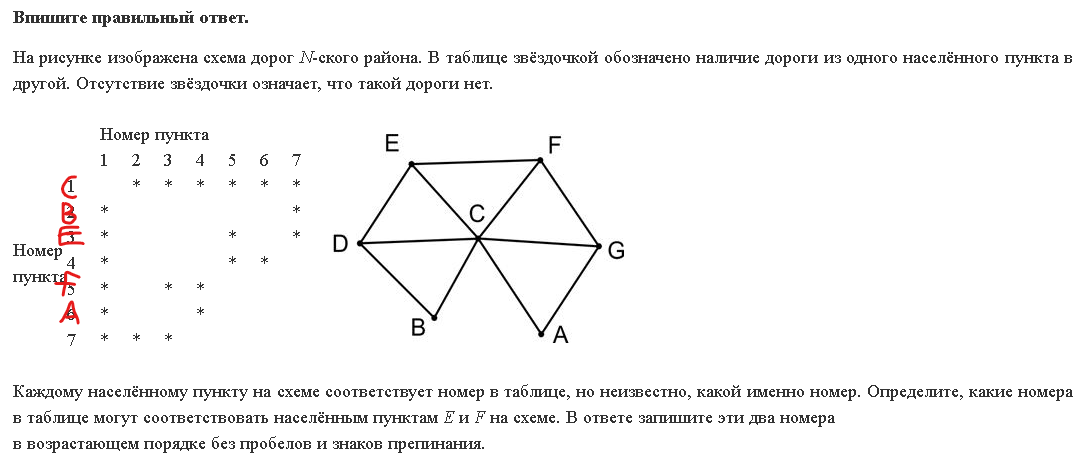 Впишите правильный ответ.
На рисунке изображена схема дорог N-ского района. В таблице звёздочкой обозначено наличие дороги из одного населённого пункта в
другой. Отсутствие звёздочки означает, что такой дороги нет.
Номер пункта
1 2 3 4 5 6 7
C 1 * * * * * *
B 2 * *
E 3 * * *
Номер пункта
4 * * *
F 5 * * *
A 6 * *
7 * * *
E F
C
D G
B A
Каждому населённому пункту на схеме соответствует номер в таблице, но неизвестно, какой именно номер. Определите, какие номера
в таблице могут соответствовать населённым пунктам E и F на схеме. В ответе запишите эти два номера
в возрастающем порядке без пробелов и знаков препинания.